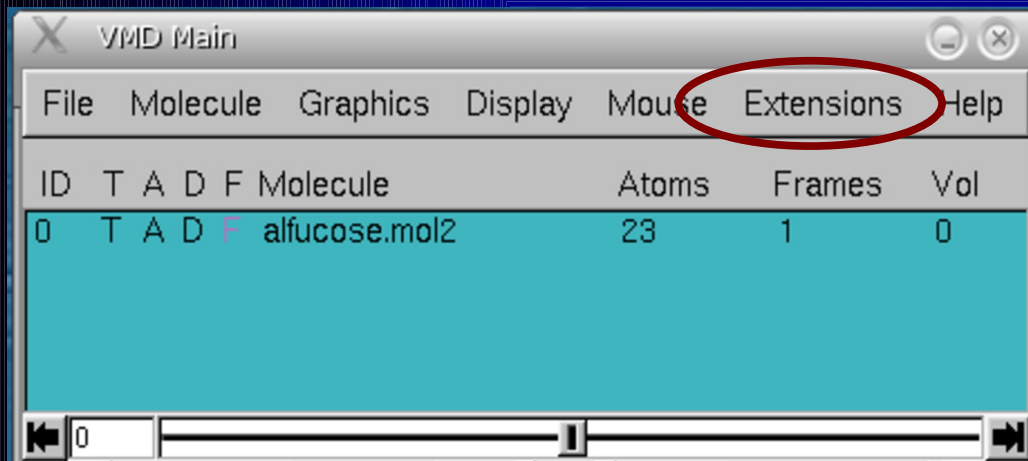 VMD Main
File Molecule Graphics Display Mouse Extensions Help
ID T A D F Molecule Atoms Frames Vol
0 T A D F alfucose.mol2 23 1 0
0